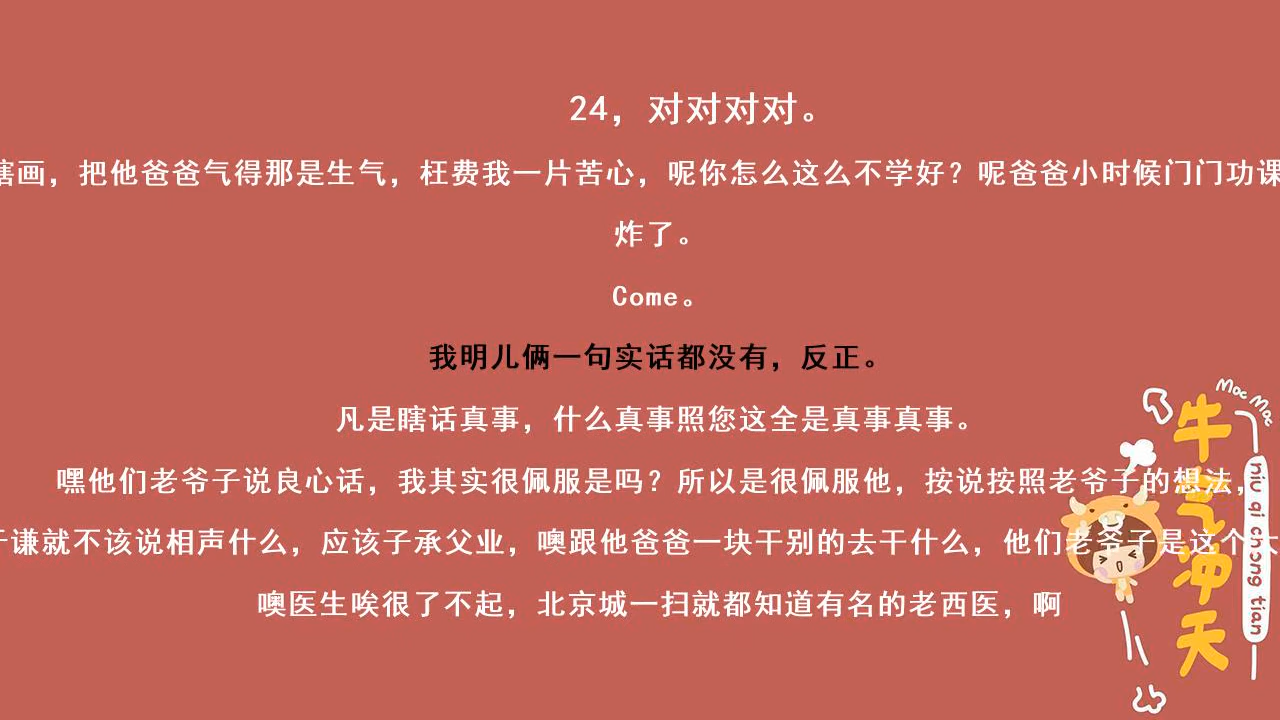 24，对对对对。
瞎画，把他爸爸气得那是生气，枉费我一片苦心，呢你怎么这么不学好？呢爸爸小时候门门功课
炸了。
Come。
我明儿俩一句实话都没有，反正。
凡是瞎话真事，什么真事照您这全是真事真事。
嘿他们老爷子说良心话，我其实很佩服是吗？所以是很佩服他，按说按照老爷子的想法，
于谦就不该说相声什么，应该子承父业，噢跟他爸爸一块干别的去干什么，他们老爷子是这个大
噢医生唉很了不起，北京城一扫就都知道有名的老西医，啊
Moc Moc
牛气冲天
niu qi chong tian